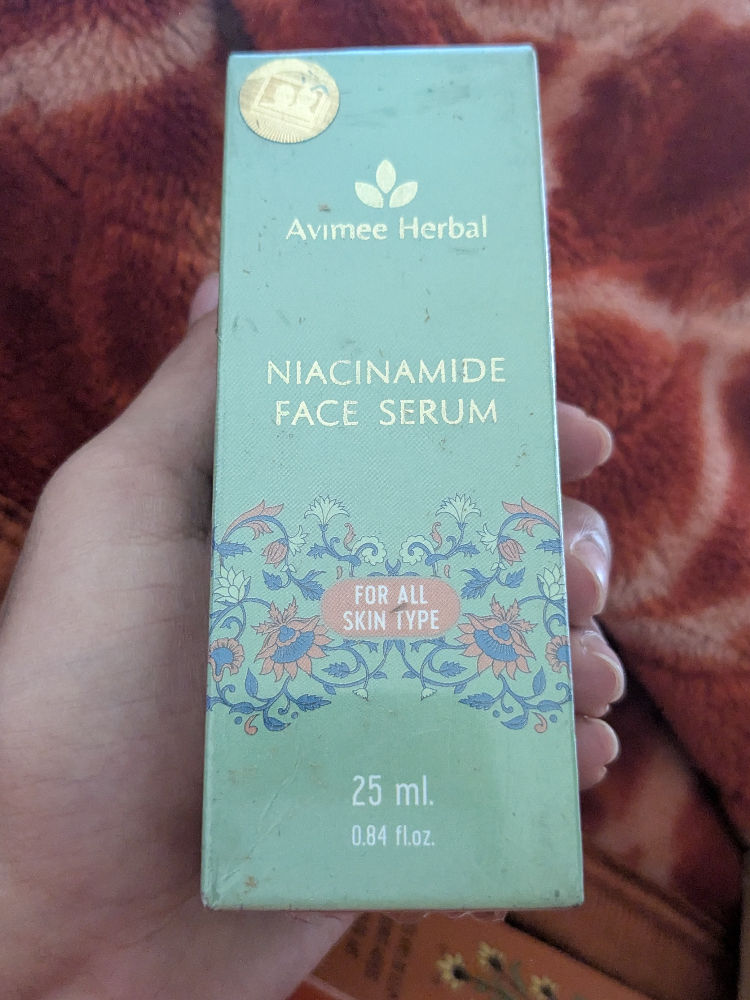 Avimee Herbal
NIACINAMIDE
FACE SERUM
FOR ALL
SKIN TYPE
25 ml.
0.84 fl.oz.